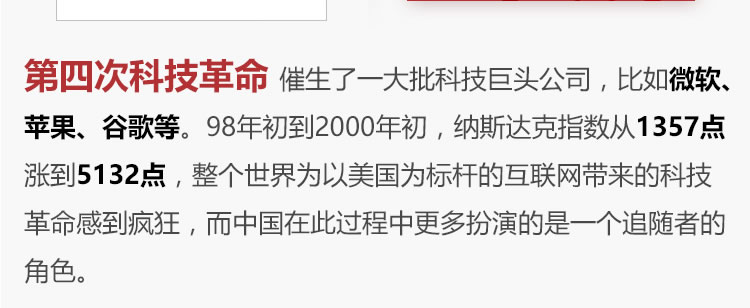 第四次科技革命 催生了一大批科技巨头公司，比如微软、
苹果、谷歌等。98年初到2000年初，纳斯达克指数从1357点
涨到5132点，整个世界为以美国为标杆的互联网带来的科技
革命感到疯狂，而中国在此过程中更多扮演的是一个追随者的
角色。